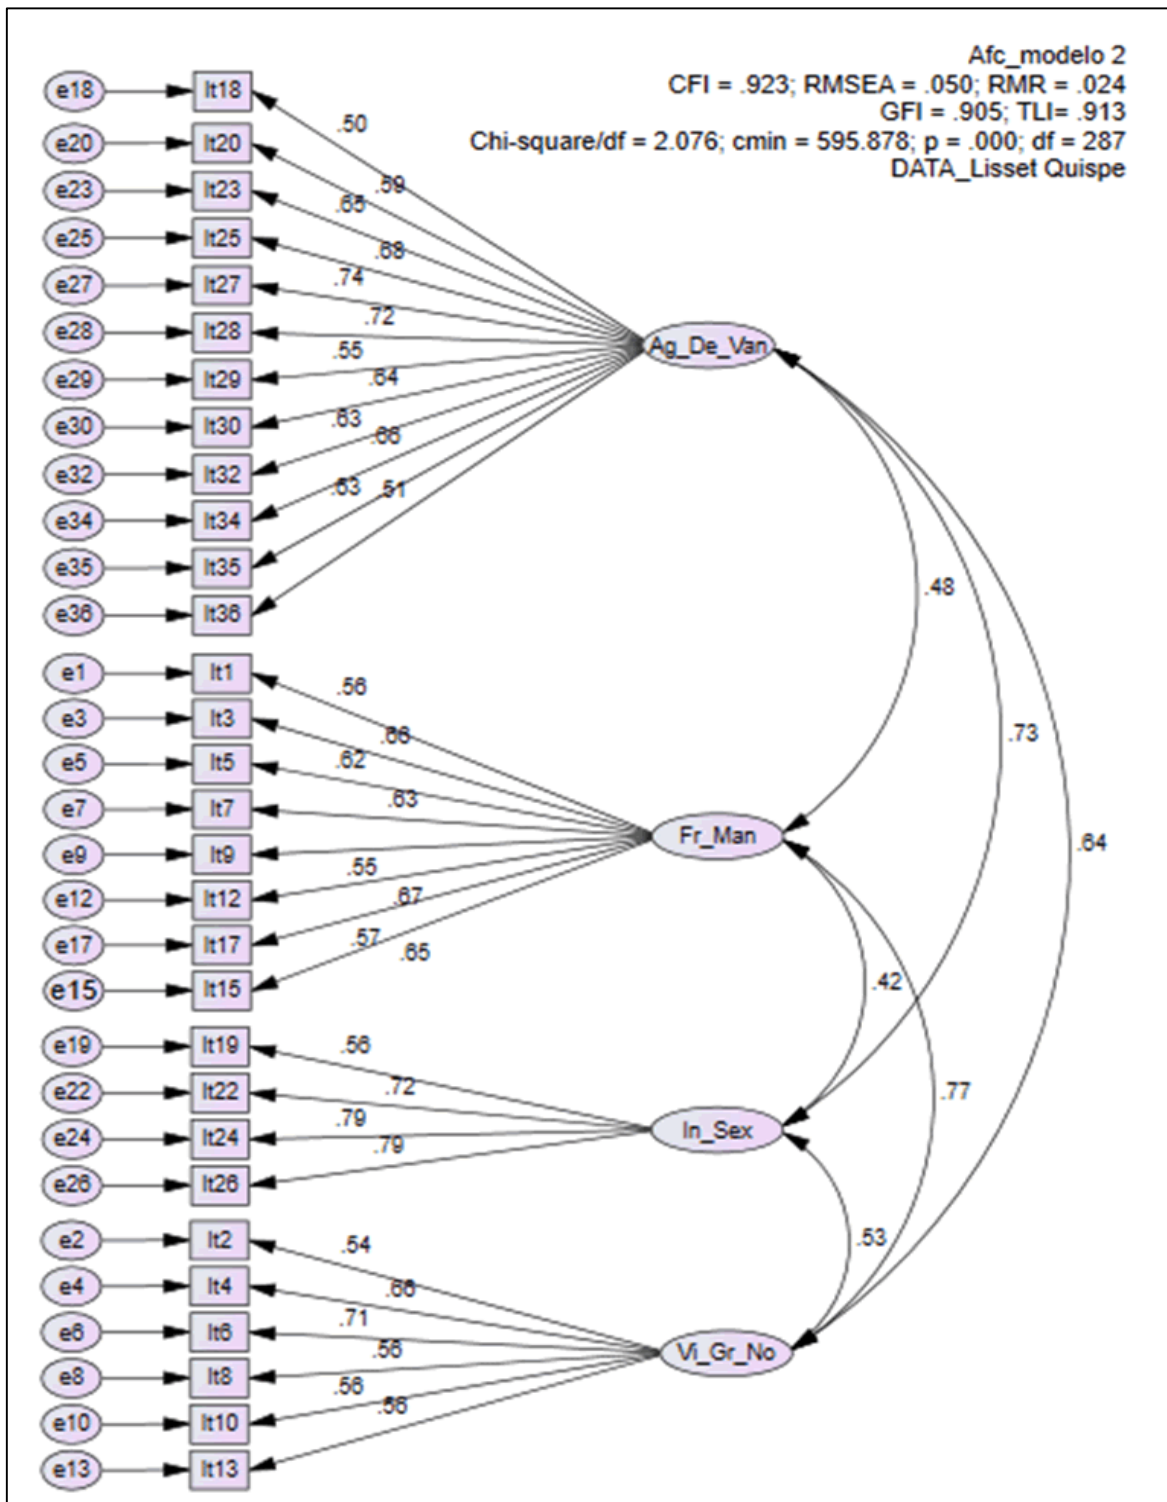 Afc_modelo 2
CFI = .923; RMSEA = .050; RMR = .024
GFI = .905; TLI= .913
Chi-square/df = 2.076; cmin = 595.878; p = .000; df = 287
DATA_Lisset Quispe
e18 It18
.50
e20 It20
.59
e23 It23
.65
e25 It25
.68
e27 It27
.74
e28 It28
.72
Ag_De_Van
e29 It29
.55
.64
e30 It30
.63
.66
e32 It32
.63
.51
e34 It34
e35 It35
e36 It36
.48
e1 It1
.56
e3 It3
.66
.73
e5 It5
.62
e7 It7
.63
Fr_Man
.64
e9 It9
.55
e12 It12
.67
e17 It17
.57
.65
e15 It15
.42
e19 It19
.56
e22 It22
.72
.77
e24 It24
.79
In_Sex
.79
e26 It26
e2 It2
.54
.53
e4 It4
.66
e6 It6
.71
.56
Vi_Gr_No
e8 It8
.56
e10 It10
.56
e13 It13